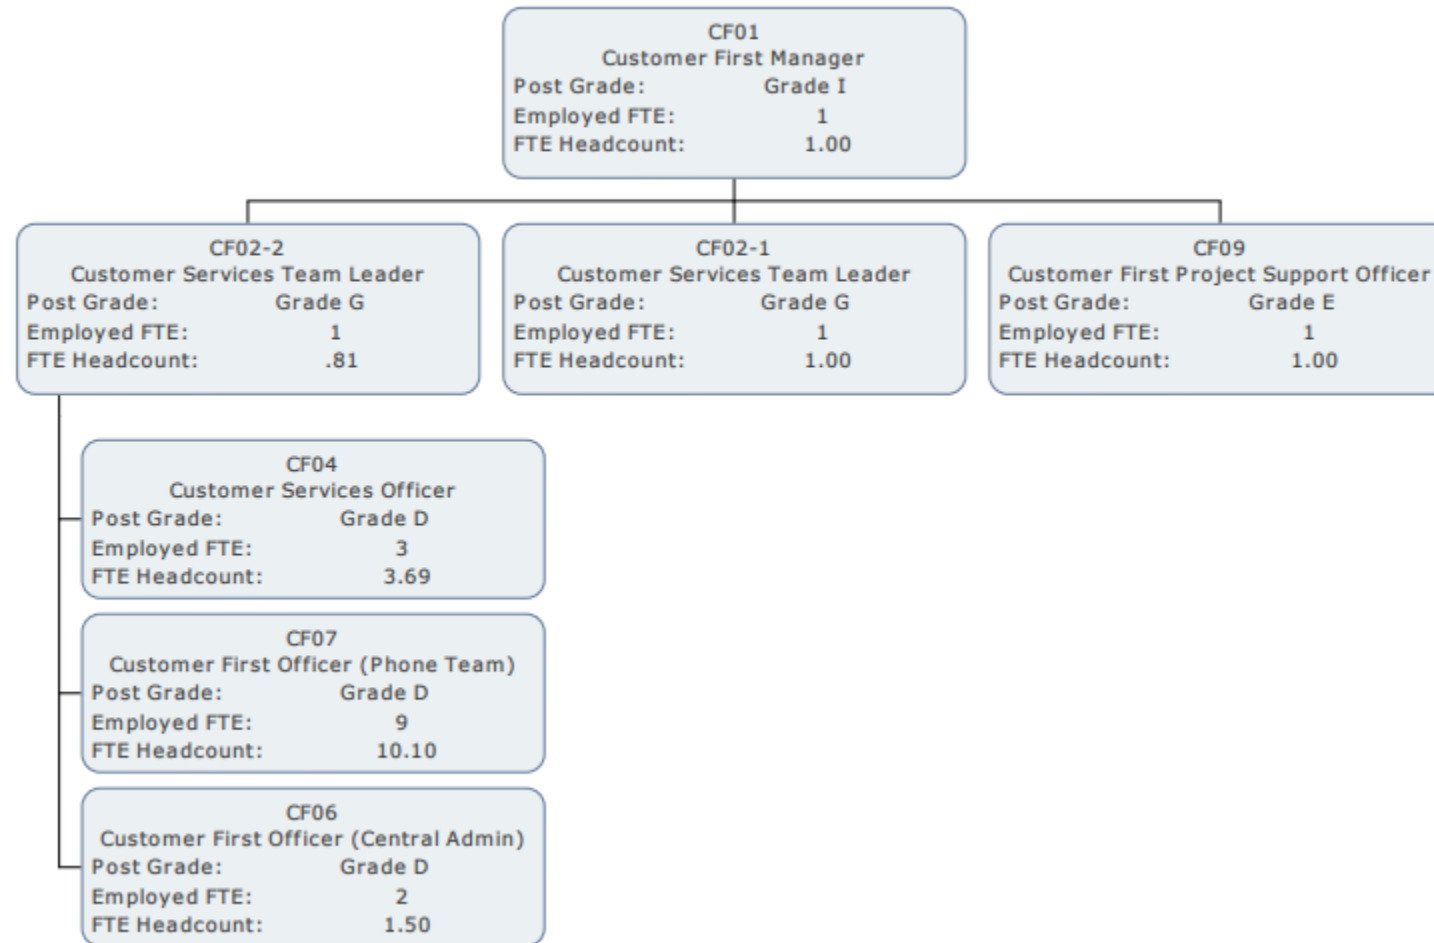 CF01
Customer First Manager
Post Grade: Grade I
Employed FTE: 1
FTE Headcount: 1.00
CF02-2
Customer Services Team Leader
Post Grade: Grade G
Employed FTE: 1
FTE Headcount: .81
CF02-1
Customer Services Team Leader
Post Grade: Grade G
Employed FTE: 1
FTE Headcount: 1.00
CF09
Customer First Project Support Officer
Post Grade: Grade E
Employed FTE: 1
FTE Headcount: 1.00
CF04
Customer Services Officer
Post Grade: Grade D
Employed FTE: 3
FTE Headcount: 3.69
CF07
Customer First Officer (Phone Team)
Post Grade: Grade D
Employed FTE: 9
FTE Headcount: 10.10
CF06
Customer First Officer (Central Admin)
Post Grade: Grade D
Employed FTE: 2
FTE Headcount: 1.50